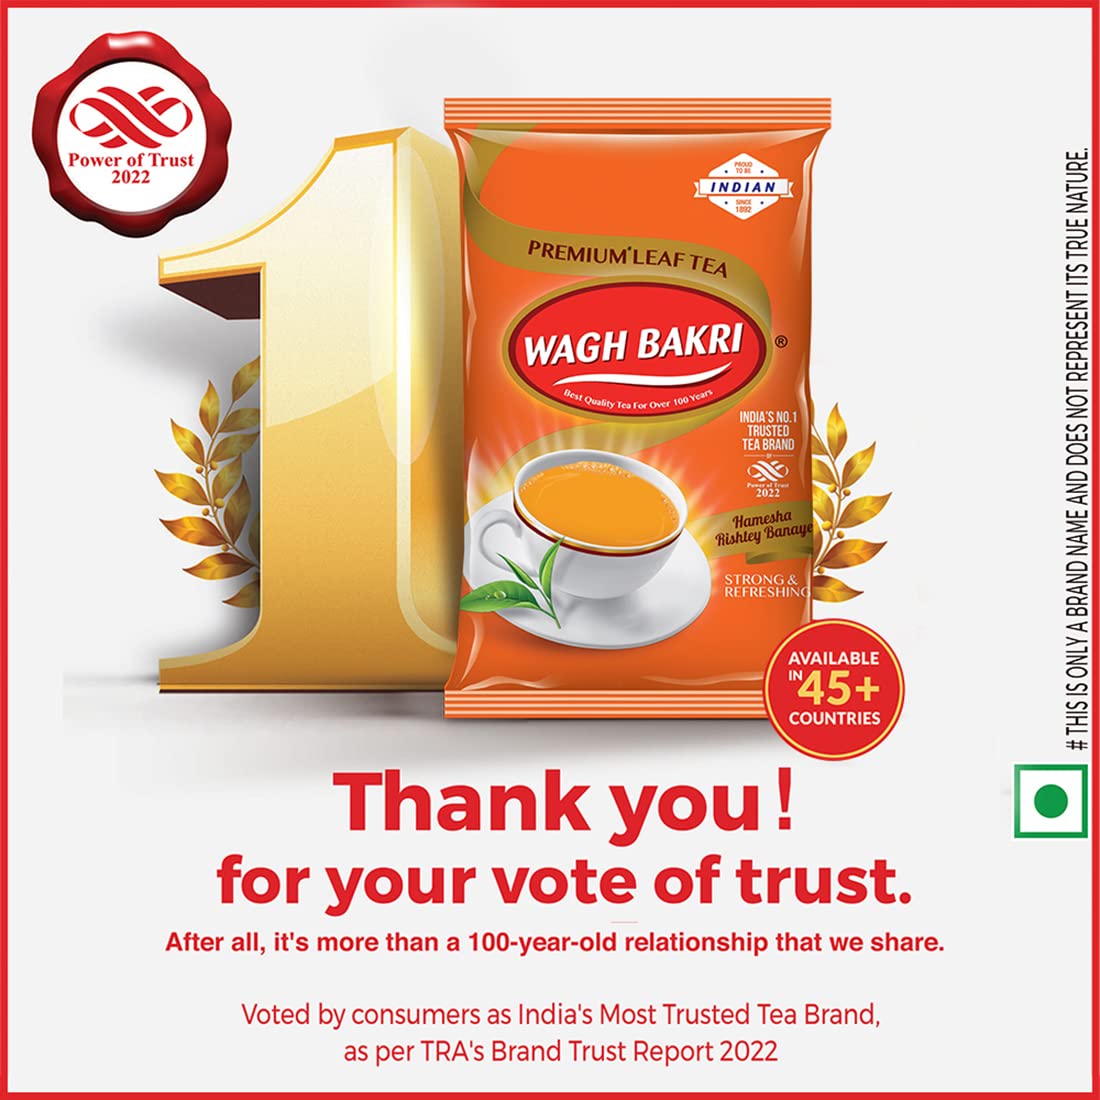 Power of Trust
2022
1
PROUD
TO BE
INDIAN
SINCE
1892
PREMIUM*LEAF TEA
WAGH BAKRI
®
Best Quality Tea For Over 100 Years
INDIA'S NO.1
TRUSTED
TEA BRAND
BY
Power of Trust
2022
Hamesha
Rishtey Banaye
STRONG &
REFRESHING
AVAILABLE
IN 45+
COUNTRIES
# THIS IS ONLY A BRAND NAME AND DOES NOT REPRESENT ITS TRUE NATURE.
Thank you!
for your vote of trust.
After all, it's more than a 100-year-old relationship that we share.
Voted by consumers as India's Most Trusted Tea Brand,
as per TRA's Brand Trust Report 2022